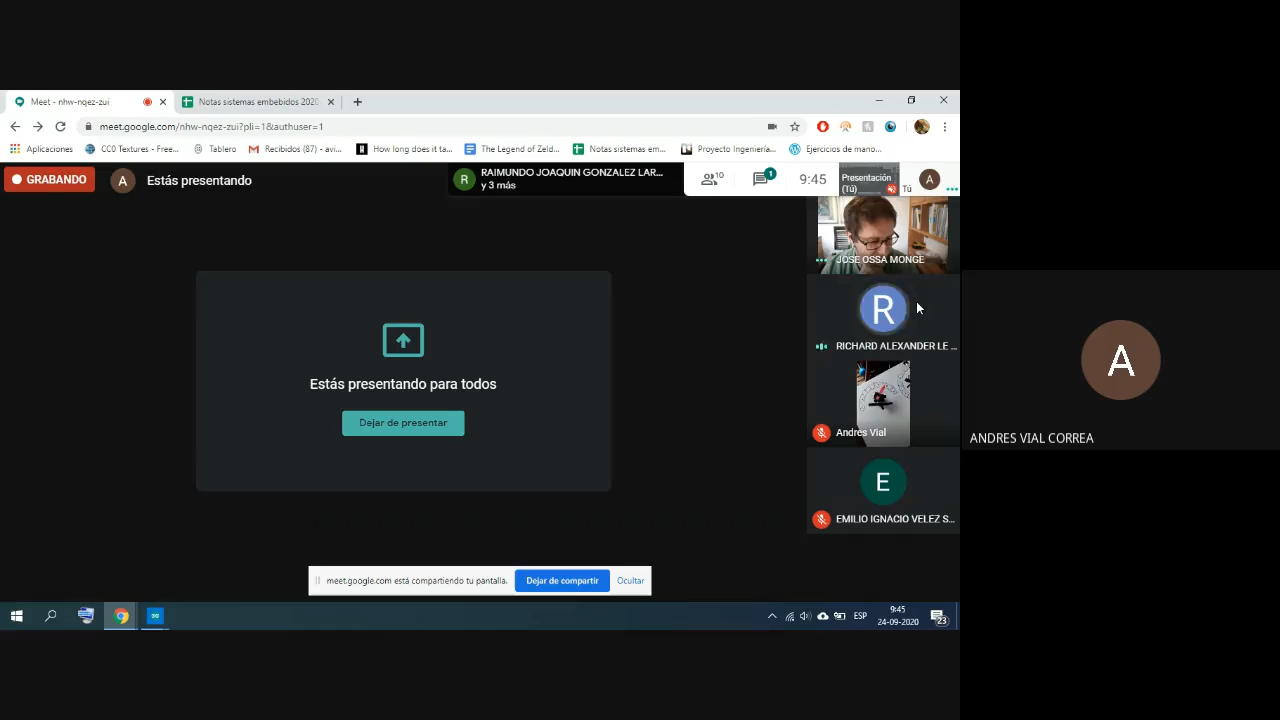 Meet - nhw-nqez-zui
Notas sistemas embebidos 2020
meet.google.com/nhw-nqez-zui?pli=1&authuser=1
Aplicaciones
CC0 Textures - Free...
Tablero
Recibidos (87) - avi...
How long does it ta...
The Legend of Zeld...
Notas sistemas em...
Proyecto Ingeniería...
Ejercicios de mano...
GRABANDO
A
Estás presentando
R
RAIMUNDO JOAQUIN GONZALEZ LAR...
y 3 más
10
1
9:45
Presentación
(Tú)
Tú
A
JOSE OSSA MONGE
R
RICHARD ALEXANDER LE ...
Andres Vial
E
EMILIO IGNACIO VELEZ S...
Estás presentando para todos
Dejar de presentar
A
ANDRES VIAL CORREA
meet.google.com está compartiendo tu pantalla.
Dejar de compartir
Ocultar
ESP
9:45
24-09-2020
23